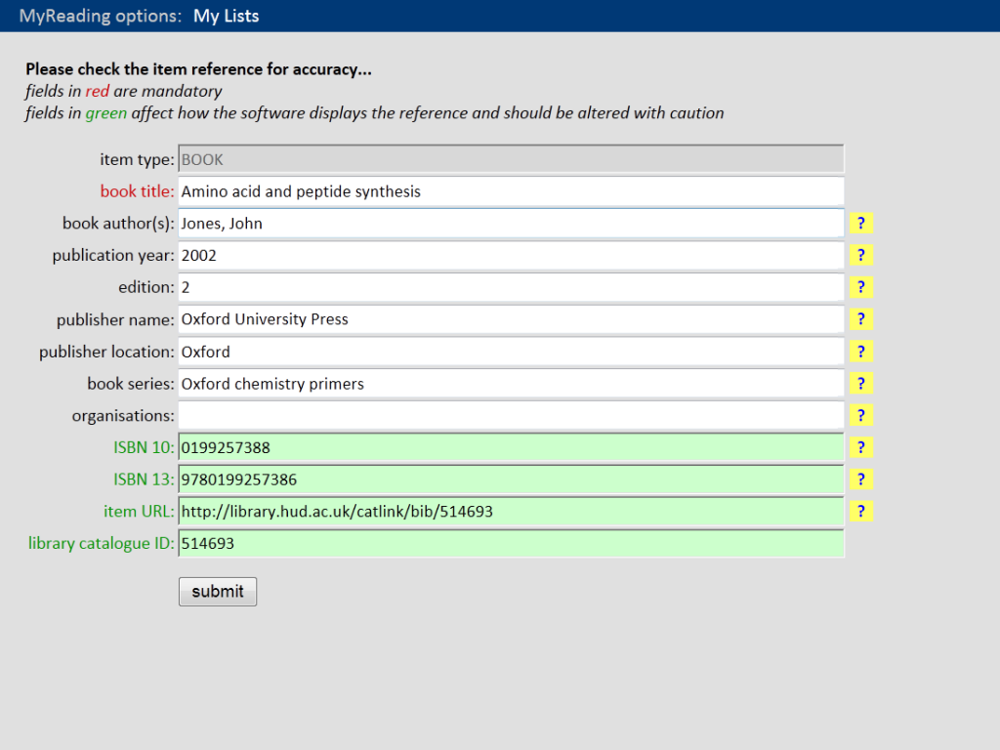 MyReading options: My Lists
Please check the item reference for accuracy...
fields in red are mandatory
fields in green affect how the software displays the reference and should be altered with caution
item type: BOOK
book title: Amino acid and peptide synthesis
book author(s): Jones, John ?
publication year: 2002 ?
edition: 2 ?
publisher name: Oxford University Press ?
publisher location: Oxford ?
book series: Oxford chemistry primers ?
organisations: ?
ISBN 10: 0199257388 ?
ISBN 13: 9780199257386 ?
item URL: http://library.hud.ac.uk/catlink/bib/514693 ?
library catalogue ID: 514693
submit